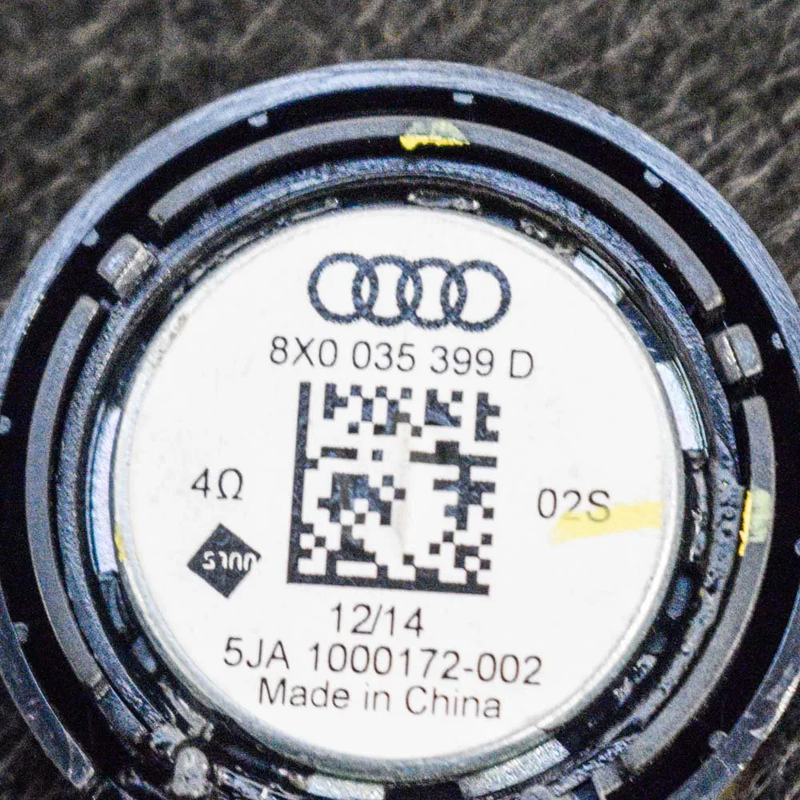 8X0 035 399 D
4Ω
02S
12/14
5JA 1000172-002
Made in China